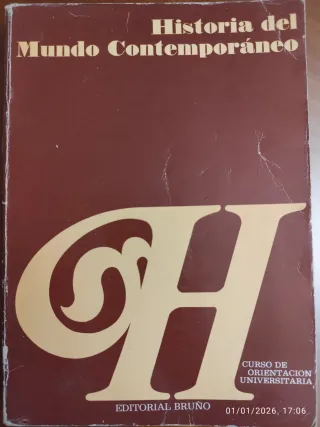 Historia del
Mundo Contemporáneo
H
CURSO DE
ORIENTACION
UNIVERSITARIA
EDITORIAL BRUÑO
01/01/2026, 17:06